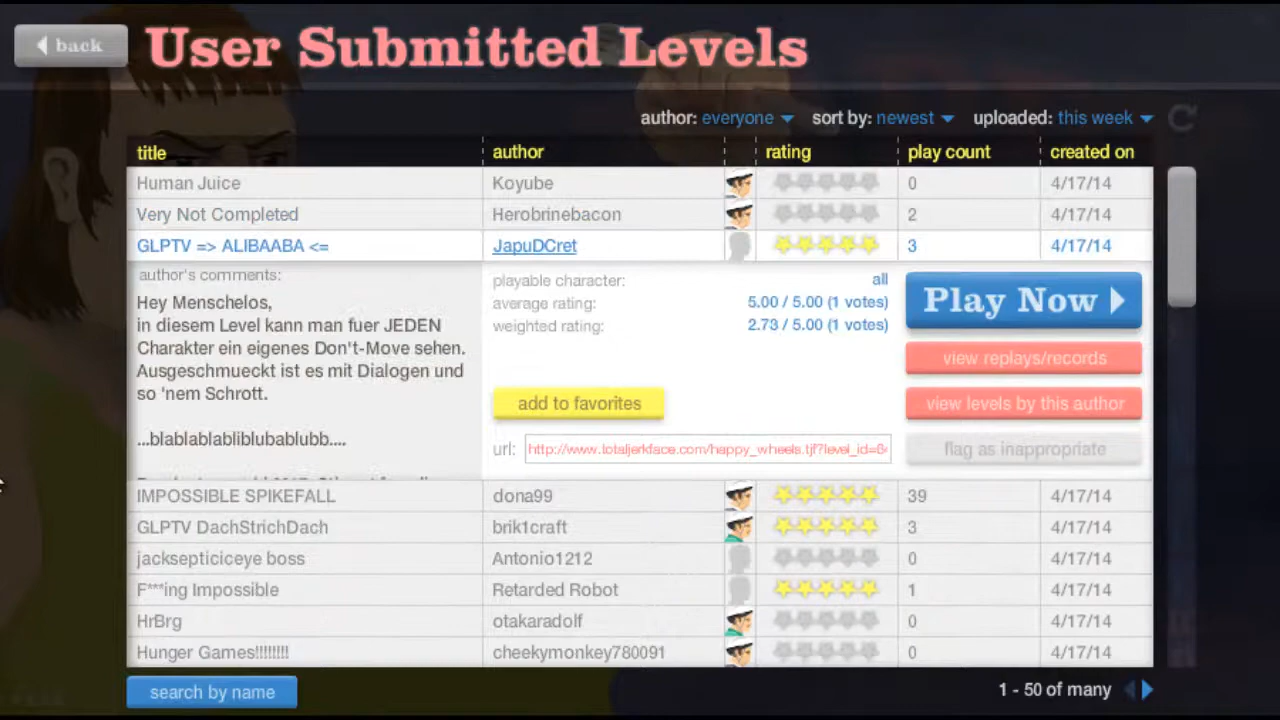 back
User Submitted Levels
author: everyone sort by: newest uploaded: this week
title author rating play count created on
Human Juice Koyube 0 4/17/14
Very Not Completed Herobrinebacon 2 4/17/14
GLPTV => ALIBAABA <= JapuDCret 3 4/17/14
author's comments:
Hey Menschelos,
in diesem Level kann man fuer JEDEN
Charakter ein eigenes Don't-Move sehen.
Ausgeschmueckt ist es mit Dialogen und
so 'nem Schrott.
...blablablabliblubablubb....
playable character: all
average rating: 5.00 / 5.00 (1 votes)
weighted rating: 2.73 / 5.00 (1 votes)
add to favorites
url: http://www.totaljerkface.com/happy_wheels.tjf?level_id=
Play Now
view replays/records
view levels by this author
flag as inappropriate
IMPOSSIBLE SPIKEFALL dona99 39 4/17/14
GLPTV DachStrichDach brik1craft 3 4/17/14
jacksepticeye boss Antonio1212 0 4/17/14
F***ing Impossible Retarded Robot 1 4/17/14
HrBrg otakaradolf 0 4/17/14
Hunger Games!!!!!!!! cheekymonkey780091 0 4/17/14
search by name
1 - 50 of many